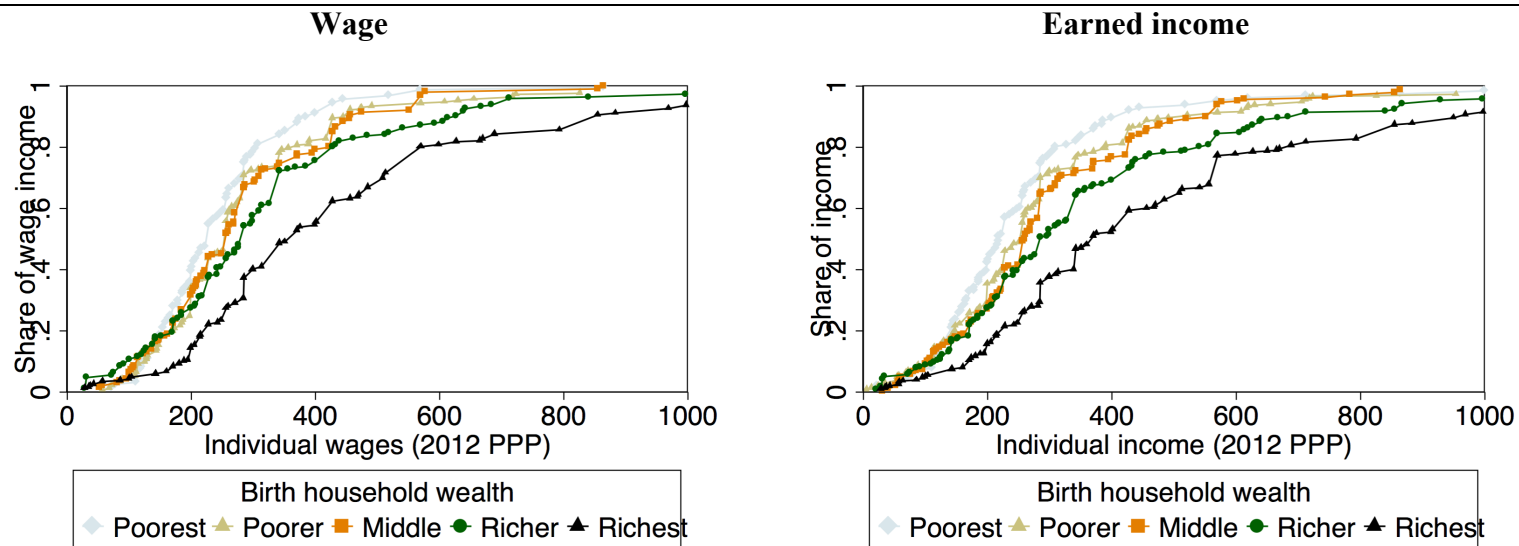 Wage
Share of wage income
0 .2 .4 .6 .8 1
0 200 400 600 800 1000
Individual wages (2012 PPP)
Birth household wealth
Poorest Poorer Middle Richer Richest
Earned income
Share of income
0 .2 .4 .6 .8 1
0 200 400 600 800 1000
Individual income (2012 PPP)
Birth household wealth
Poorest Poorer Middle Richer Richest